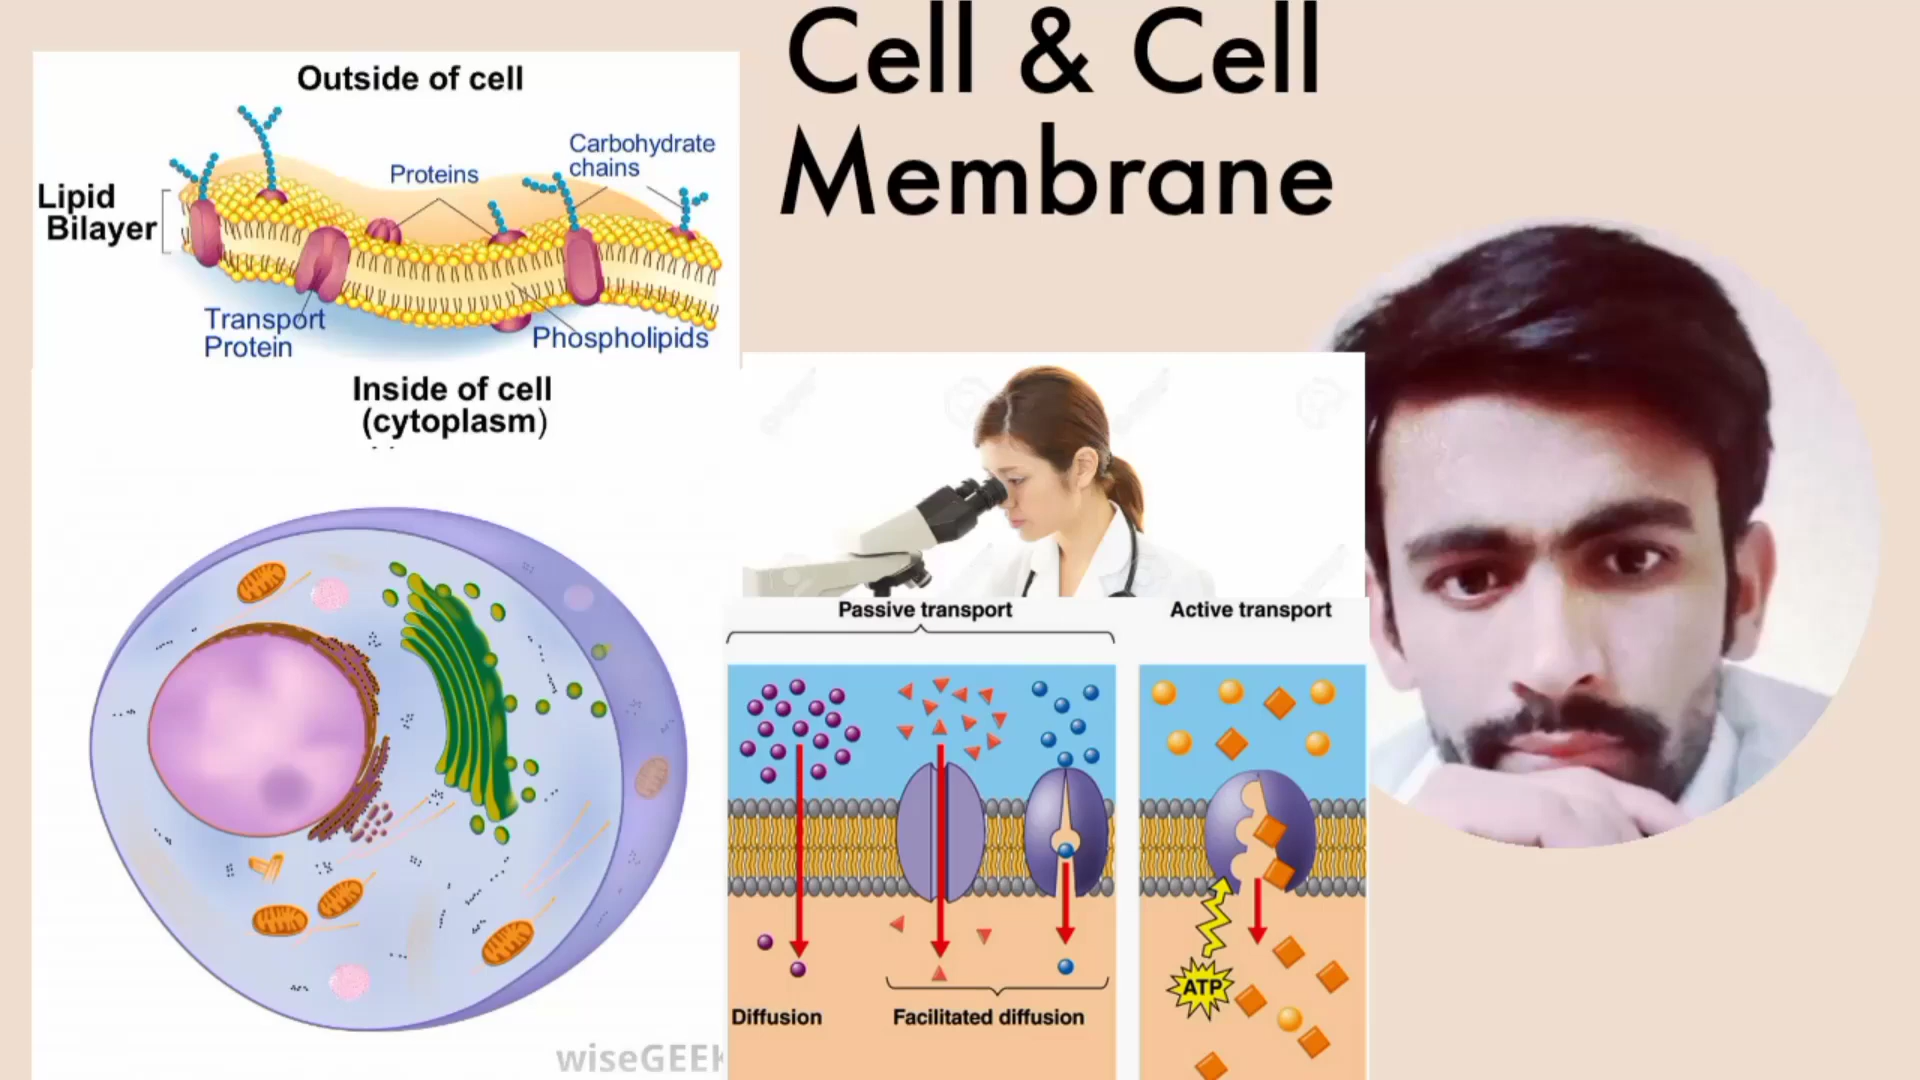 Cell & Cell
Membrane
Outside of cell
Carbohydrate
chains
Proteins
Lipid
Bilayer
Transport
Protein
Phospholipids
Inside of cell
(cytoplasm)
Passive transport
Active transport
ATP
Diffusion
Facilitated diffusion